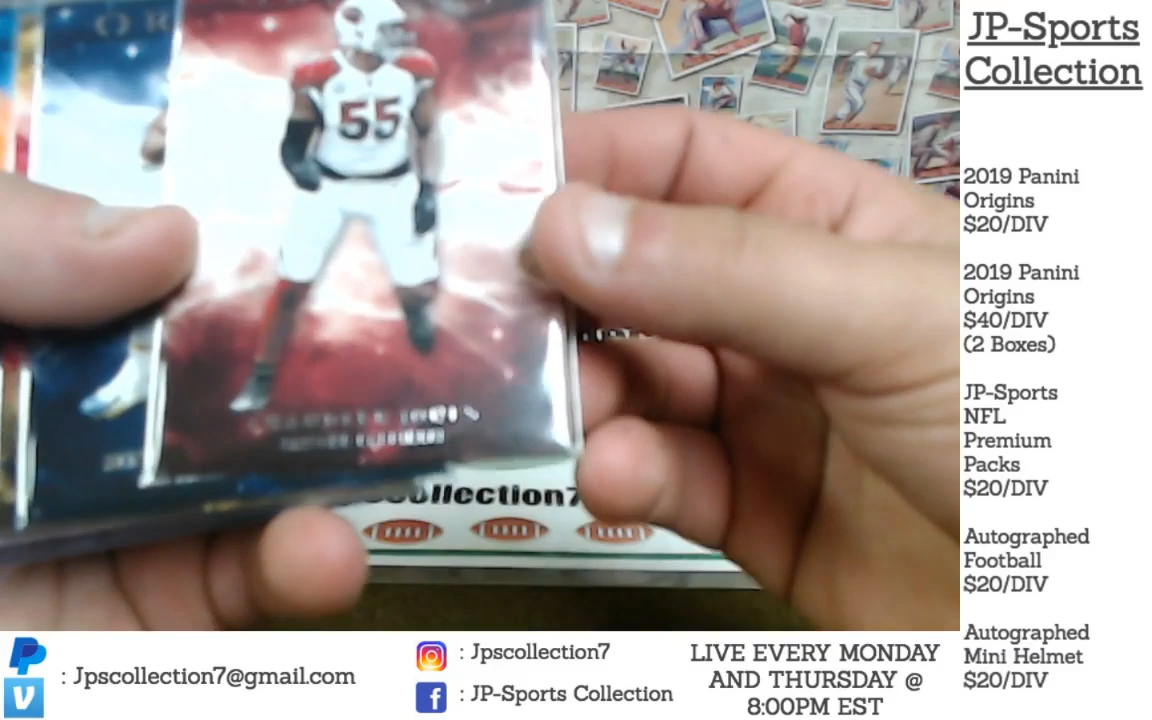 JP-Sports
Collection
2019 Panini
Origins
$20/DIV
2019 Panini
Origins
$40/DIV
(2 Boxes)
JP-Sports
NFL
Premium
Packs
$20/DIV
Autographed
Football
$20/DIV
Autographed
Mini Helmet
$20/DIV
55
ollection7
: Jpscollection7@gmail.com
: Jpscollection7
: JP-Sports Collection
LIVE EVERY MONDAY
AND THURSDAY @
8:00PM EST